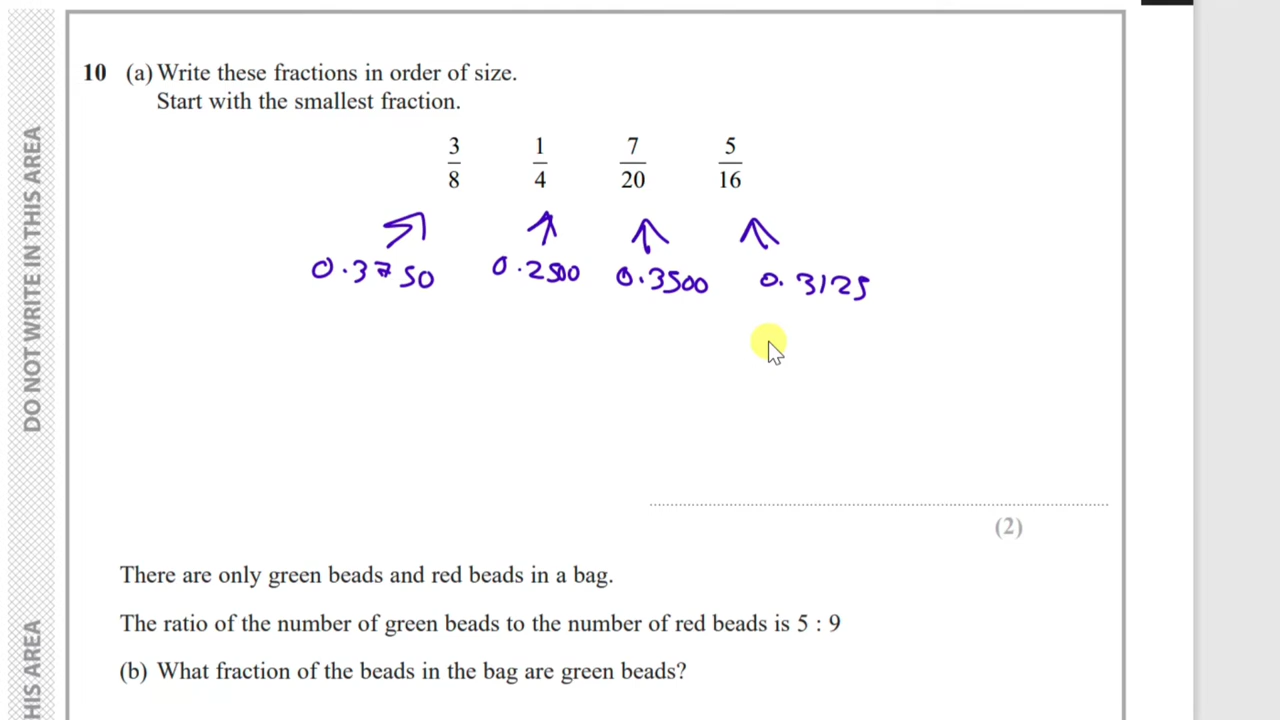 10 (a) Write these fractions in order of size.
Start with the smallest fraction.
3/8 1/4 7/20 5/16
0.3750 0.2500 0.3500 0.3125
(2)
There are only green beads and red beads in a bag.
The ratio of the number of green beads to the number of red beads is 5 : 9
(b) What fraction of the beads in the bag are green beads?
DO NOT WRITE IN THIS AREA
HIS AREA